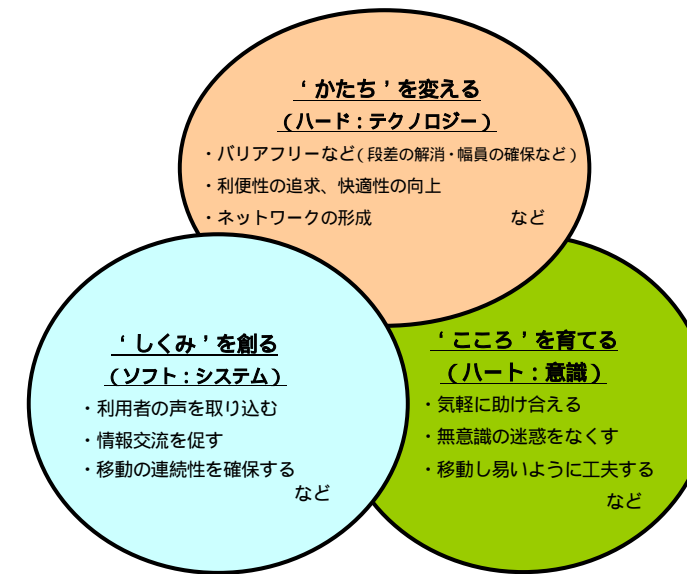 ‘かたち’を変える
（ハード：テクノロジー）
・バリアフリーなど(段差の解消・幅員の確保など)
・利便性の追求、快適性の向上
・ネットワークの形成　　　　　　　など
‘しくみ’を創る
（ソフト：システム）
・利用者の声を取り込む
・情報交流を促す
・移動の連続性を確保する
など
‘こころ’を育てる
（ハート：意識）
・気軽に助け合える
・無意識の迷惑をなくす
・移動し易いように工夫する
など